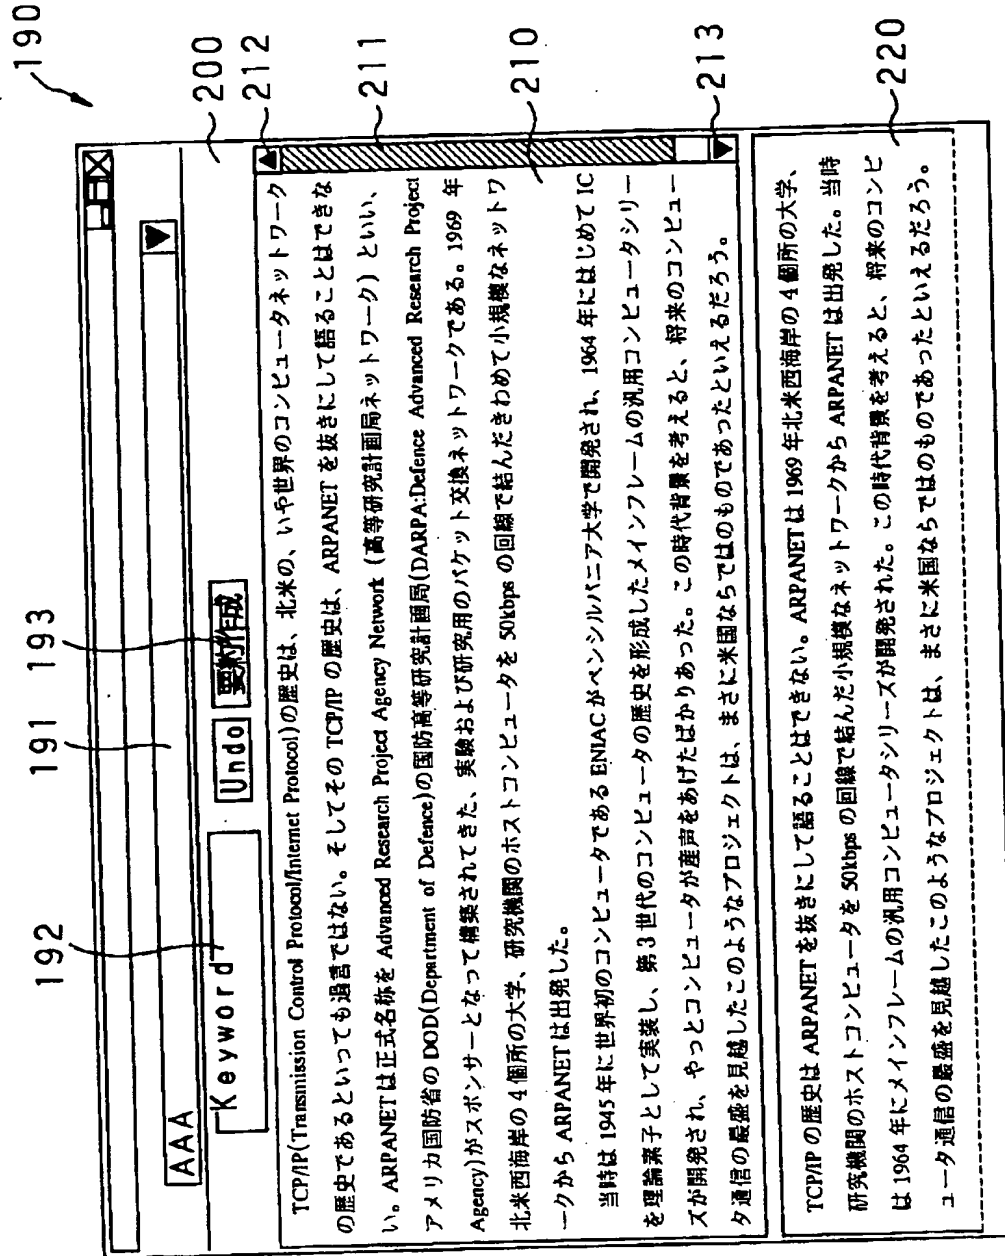 190
191
192
193
AAA
Keyword
Undo
要約作成
200
212
211
210
213
220
TCP/IP(Transmission Control Protocol/Internet Protocol)の歴史は、北米の、いや世界のコンピュータネットワーク
の歴史であるといっても過言ではない。そしてその TCP/IP の歴史は、ARPANET を抜きにして語ることはできな
い。ARPANETは正式名称を Advanced Research Project Agency Network (高等研究計画局ネットワーク) といい、
アメリカ国防省の DOD(Department of Defence)の国防高等研究計画局(DARPA:Defence Advanced Research Project
Agency)がスポンサーとなって構築されてきた、実験および研究用のパケット交換ネットワークである。1969 年
北米西海岸の 4 個所の大学、研究機関のホストコンピュータを 50kbps の回線で結んだきわめて小規模なネットワ
ークから ARPANET は出発した。
当時は 1945 年に世界初のコンピュータである ENIAC がペンシルバニア大学で開発され、1964 年にはじめて IC
を理論素子として実装し、第 3 世代のコンピュータの歴史を形成したメインフレームの汎用コンピュータシリー
ズが開発され、やっとコンピュータが産声をあげたばかりあった。この時代背景を考えると、将来のコンピュー
タ通信の最盛を見越したこのようなプロジェクトは、まさに米国ならではのものであったといえるだろう。
TCP/IP の歴史は ARPANET を抜きにして語ることはできない。ARPANET は 1969 年北米西海岸の 4 個所の大学、
研究機関のホストコンピュータを 50kbps の回線で結んだ小規模なネットワークから ARPANET は出発した。当時
は 1964 年にメインフレームの汎用コンピュータシリーズが開発された。この時代背景を考えると、将来のコンピ
ュータ通信の最盛を見越したこのようなプロジェクトは、まさに米国ならではのものであったといえるだろう。